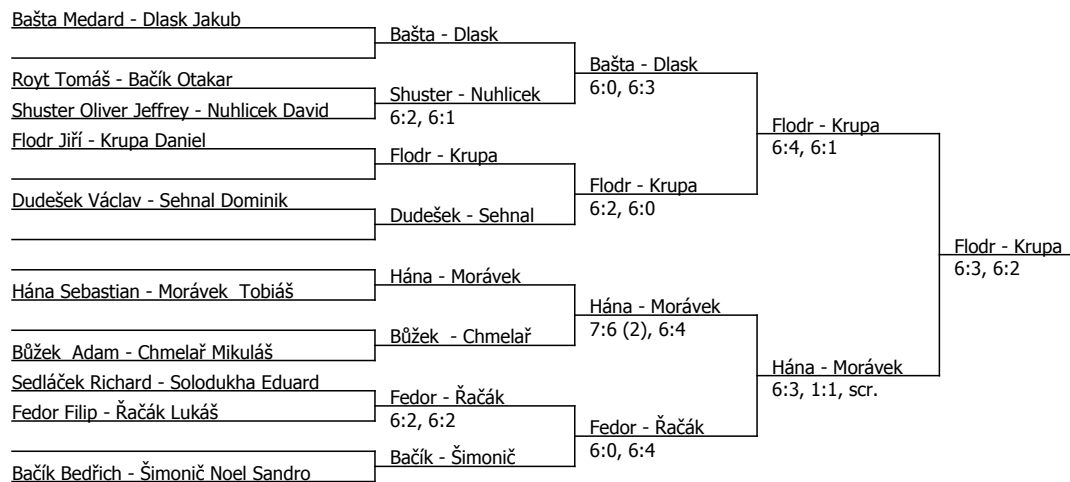 Bašta Medard - Dlask Jakub
Royt Tomáš - Bačík Otakar
Shuster Oliver Jeffrey - Nuhlicek David
Flodr Jiří - Krupa Daniel
Dudešek Václav - Sehnal Dominik
Hána Sebastian - Morávek  Tobiáš
Bůžek  Adam - Chmelař Mikuláš
Sedláček Richard - Solodukha Eduard
Fedor Filip - Řačák Lukáš
Bačík Bedřich - Šimonič Noel Sandro
Bašta - Dlask
Shuster - Nuhlicek
6:2, 6:1
Flodr - Krupa
Dudešek - Sehnal
Hána - Morávek
Bůžek  - Chmelař
Fedor - Řačák
6:2, 6:2
Bačík - Šimonič
Bašta - Dlask
6:0, 6:3
Flodr - Krupa
6:2, 6:0
Hána - Morávek
7:6 (2), 6:4
Fedor - Řačák
6:0, 6:4
Flodr - Krupa
6:4, 6:1
Hána - Morávek
6:3, 1:1, scr.
Flodr - Krupa
6:3, 6:2